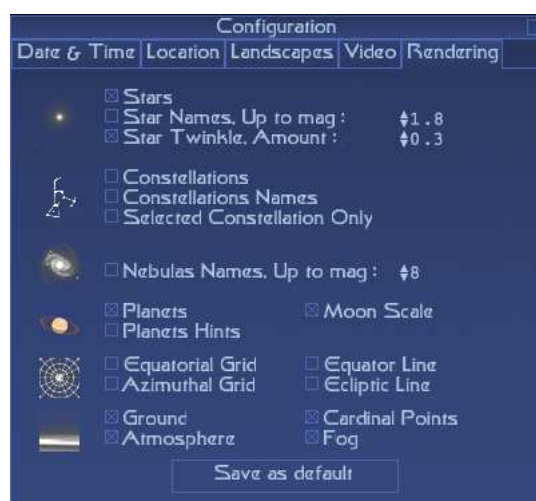 Configuration
Date & Time Location Landscapes Video Rendering
Stars
Star Names, Up to mag : 1.8
Star Twinkle, Amount : 0.3
Constellations
Constellations Names
Selected Constellation Only
Nebulas Names, Up to mag : 8
Planets Moon Scale
Planets Hints
Equatorial Grid Equator Line
Azimuthal Grid Ecliptic Line
Ground Cardinal Points
Atmosphere Fog
Save as default